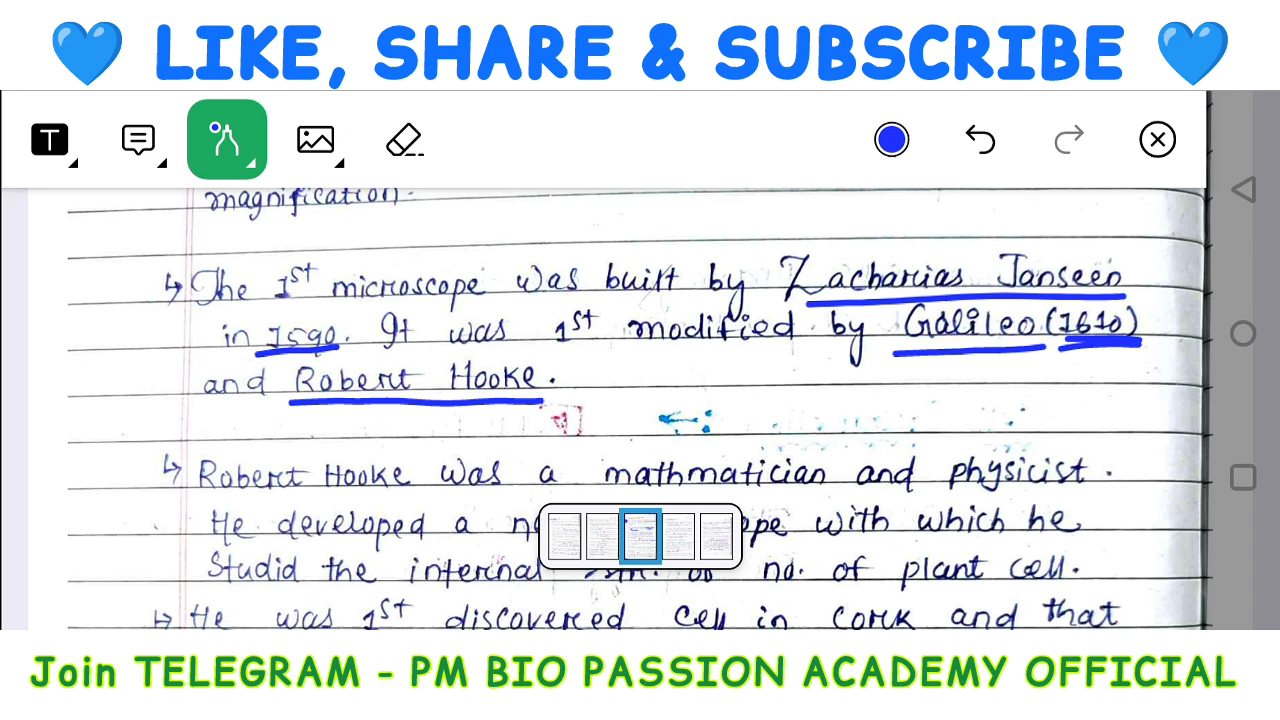 💙 LIKE, SHARE & SUBSCRIBE 💙
T
magnification.
↳ The 1st microscope was built by Zacharias Janseen
in 1590. It was 1st modified by Galileo (1610)
and Robert Hooke.
↳ Robert Hooke was a mathmatician and physicist.
He developed a with which he
Studid the internal no. of plant cell.
↳ He was 1st discovered cell in cork and that
Join TELEGRAM - PM BIO PASSION ACADEMY OFFICIAL